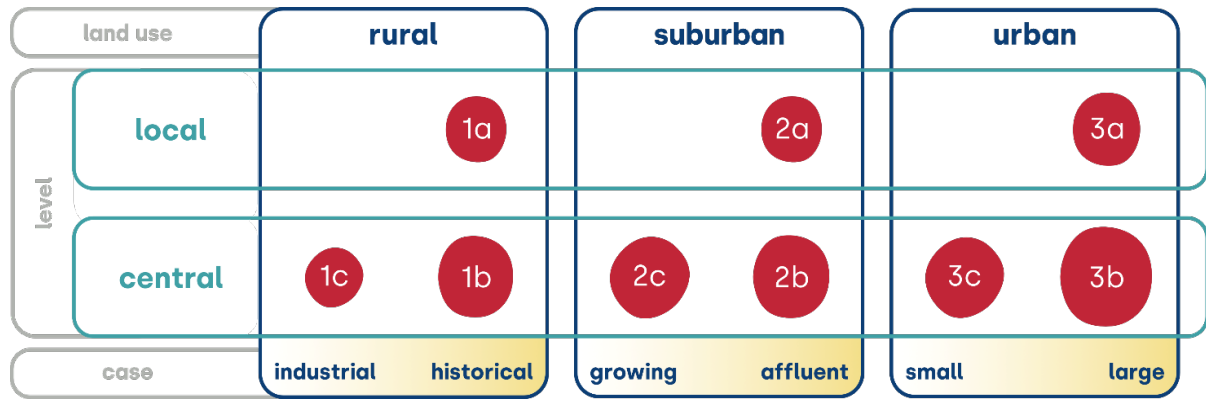 land use rural suburban urban
local 1a 2a 3a
level
central 1c 1b 2c 2b 3c 3b
case industrial historical growing affluent small large